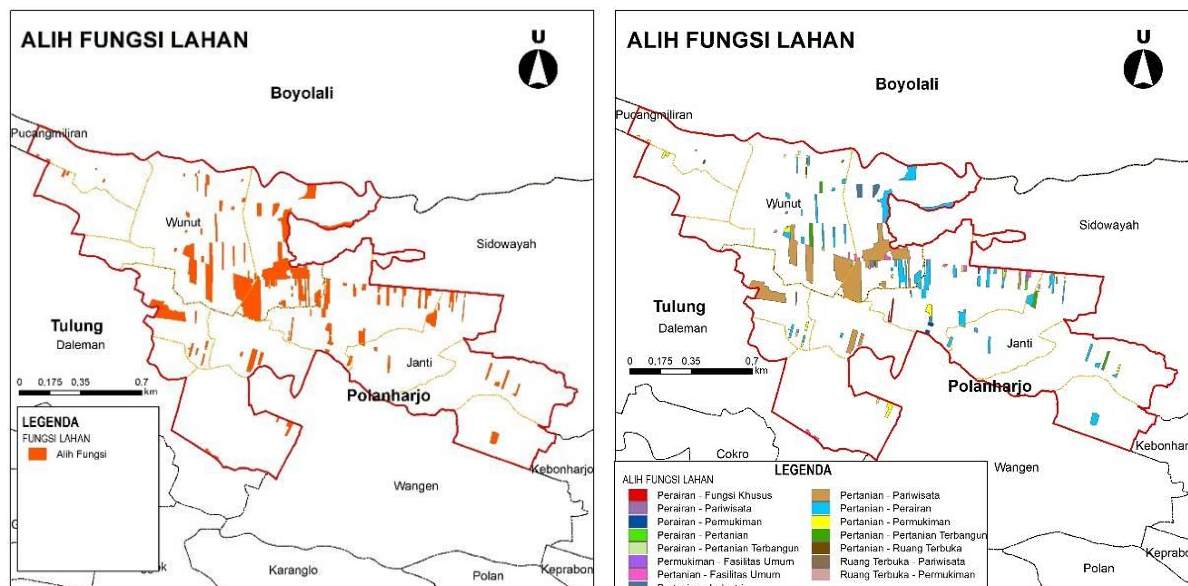 ALIH FUNGSI LAHAN
U
Boyolali
Pucangmiliran
Wunut
Sidowayah
Tulung
Daleman
Janti
0 0,175 0,35 0,7
km
Polanharjo
LEGENDA
FUNGSI LAHAN
Alih Fungsi
Kebonharjo
Wangen
Karanglo
Polan
Keprabon
ALIH FUNGSI LAHAN
U
Boyolali
Pucangmiliran
Wunut
Sidowayah
Tulung
Daleman
Janti
0 0,175 0,35 0,7
km
Polanharjo
Cokro
Kebonhar
Wangen
LEGENDA
ALIH FUNGSI LAHAN
Perairan - Fungsi Khusus
Perairan - Pariwisata
Perairan - Permukiman
Perairan - Pertanian
Perairan - Pertanian Terbangun
Permukiman - Fasilitas Umum
Pertanian - Fasilitas Umum
Pertanian - Pariwisata
Pertanian - Perairan
Pertanian - Permukiman
Pertanian - Pertanian Terbangun
Pertanian - Ruang Terbuka
Ruang Terbuka - Pariwisata
Ruang Terbuka - Permukiman
Polan
Keprabo